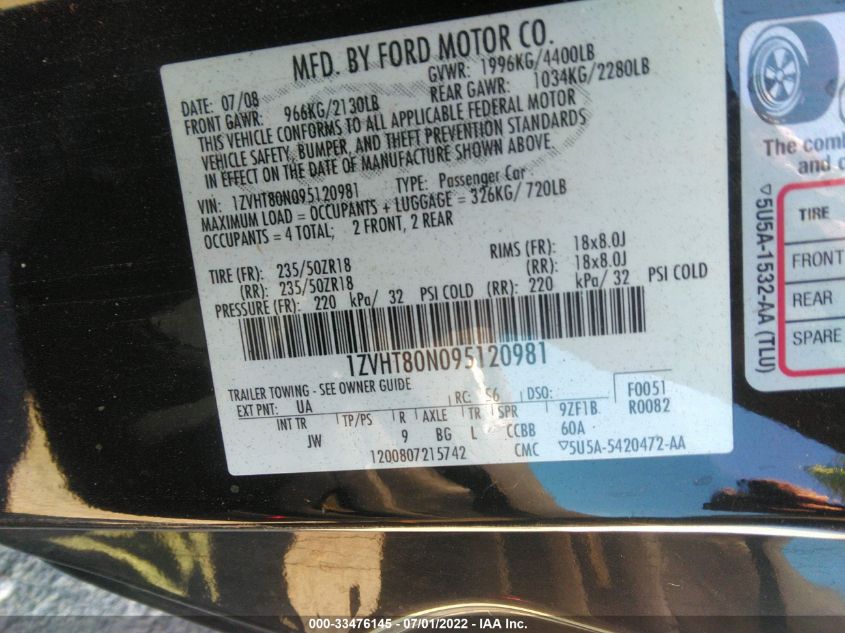 MFD. BY FORD MOTOR CO.
DATE: 07/08 GVWR: 1996KG/4400LB
FRONT GAWR: 966KG/2130LB REAR GAWR: 1034KG/2280LB
THIS VEHICLE CONFORMS TO ALL APPLICABLE FEDERAL MOTOR
VEHICLE SAFETY, BUMPER, AND THEFT PREVENTION STANDARDS
IN EFFECT ON THE DATE OF MANUFACTURE SHOWN ABOVE.
VIN: 1ZVHT80N095120981 TYPE: Passenger Car
MAXIMUM LOAD = OCCUPANTS + LUGGAGE = 326KG/ 720LB
OCCUPANTS = 4 TOTAL; 2 FRONT, 2 REAR
TIRE (FR): 235/50ZR18 RIMS (FR): 18x8.0J
(RR): 235/50ZR18 (RR): 18x8.0J
PRESSURE (FR): 220 kPa/ 32 PSI COLD (RR): 220 kPa/ 32 PSI COLD
1ZVHT80N095120981
TRAILER TOWING - SEE OWNER GUIDE
EXT PNT: UA RC: S6 DSO: F0051
INT TR TP/PS R AXLE TR SPR 9ZF1B R0082
JW 9 BG L CCBB 60A
1200807215742 CMC ▽5U5A-5420472-AA
The comb
and c
▽5U5A-1532-AA (TLU)
TIRE
FRONT
REAR
SPARE
000-33476145 - 07/01/2022 - IAA Inc.